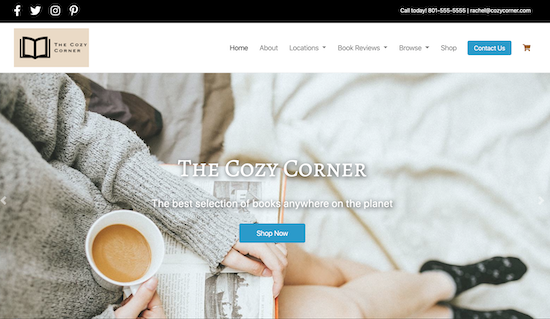 Call today! 801-555-5555 | rachel@cozycorner.com
THE COZY
CORNER
Home About Locations Book Reviews Browse Shop Contact Us
THE COZY CORNER
The best selection of books anywhere on the planet
Shop Now